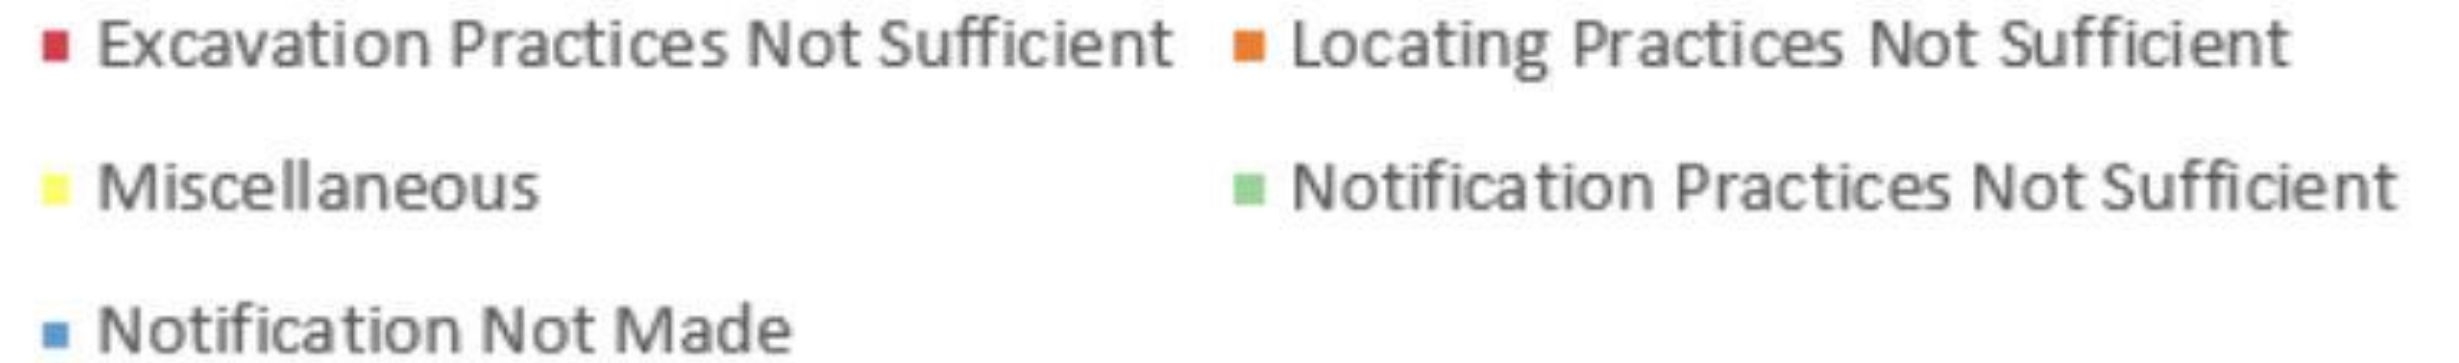 Excavation Practices Not Sufficient
Locating Practices Not Sufficient
Miscellaneous
Notification Practices Not Sufficient
Notification Not Made